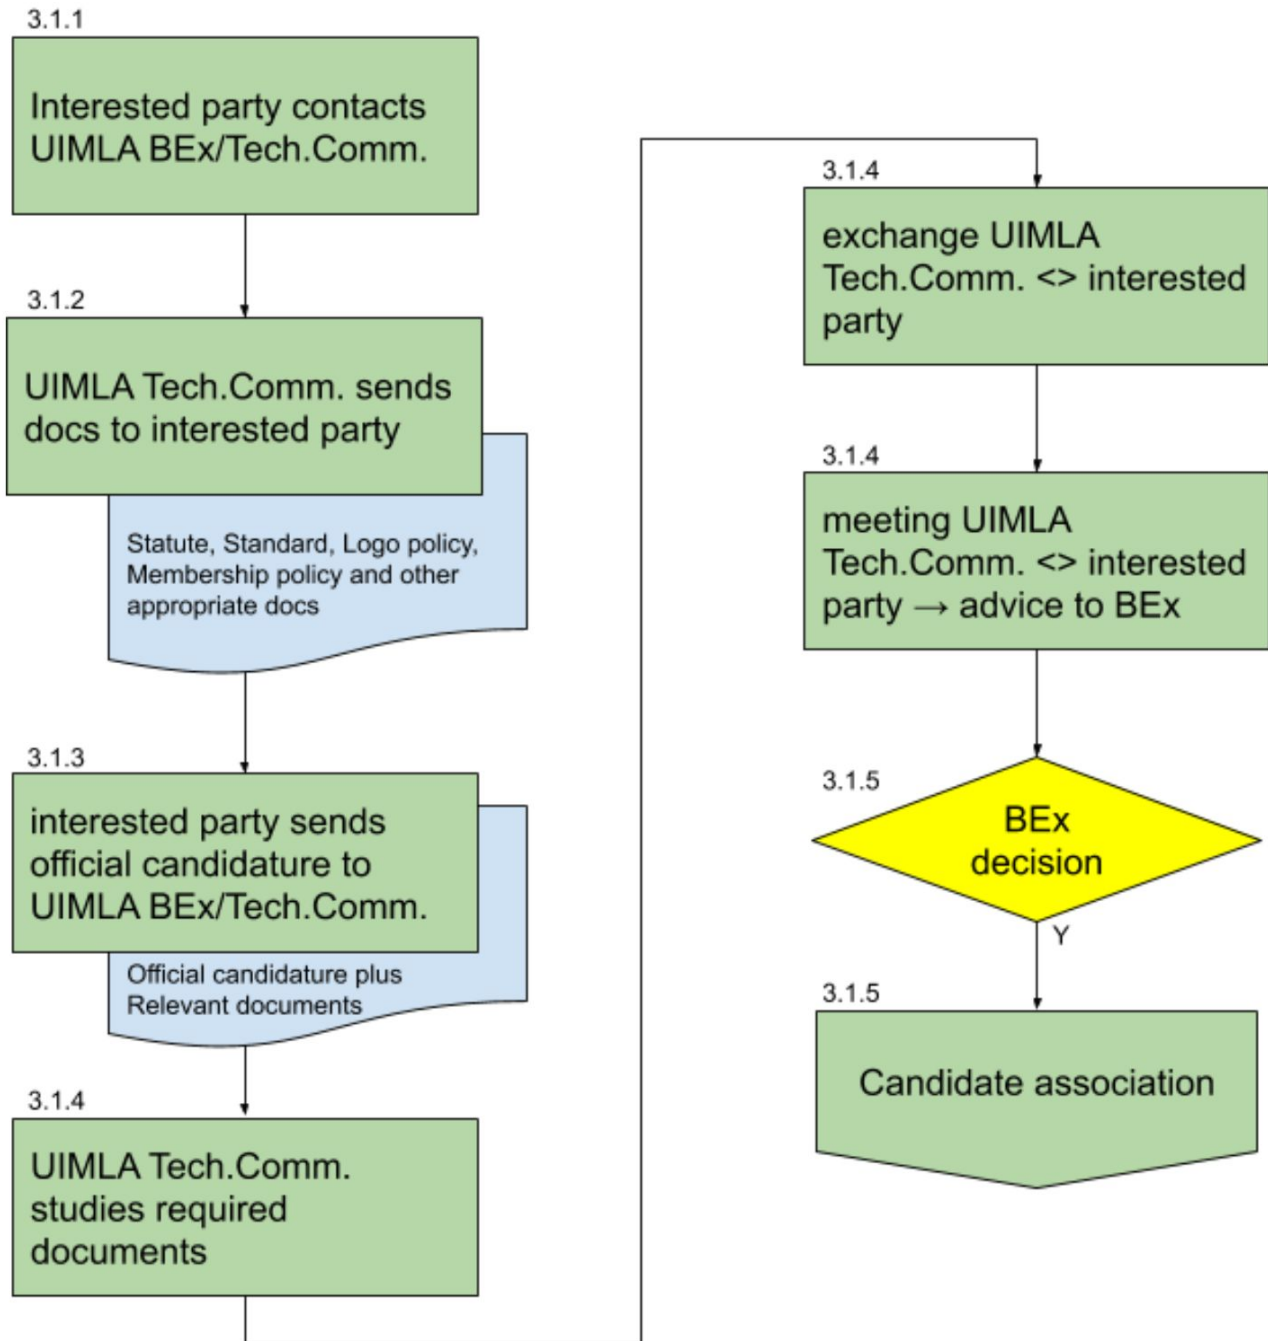 3.1.1
Interested party contacts
UIMLA BEx/Tech.Comm.
3.1.2
UIMLA Tech.Comm. sends
docs to interested party
Statute, Standard, Logo policy,
Membership policy and other
appropriate docs
3.1.3
interested party sends
official candidature to
UIMLA BEx/Tech.Comm.
Official candidature plus
Relevant documents
3.1.4
UIMLA Tech.Comm.
studies required
documents
3.1.4
exchange UIMLA
Tech.Comm. <> interested
party
3.1.4
meeting UIMLA
Tech.Comm. <> interested
party → advice to BEx
3.1.5
BEx
decision
Y
3.1.5
Candidate association